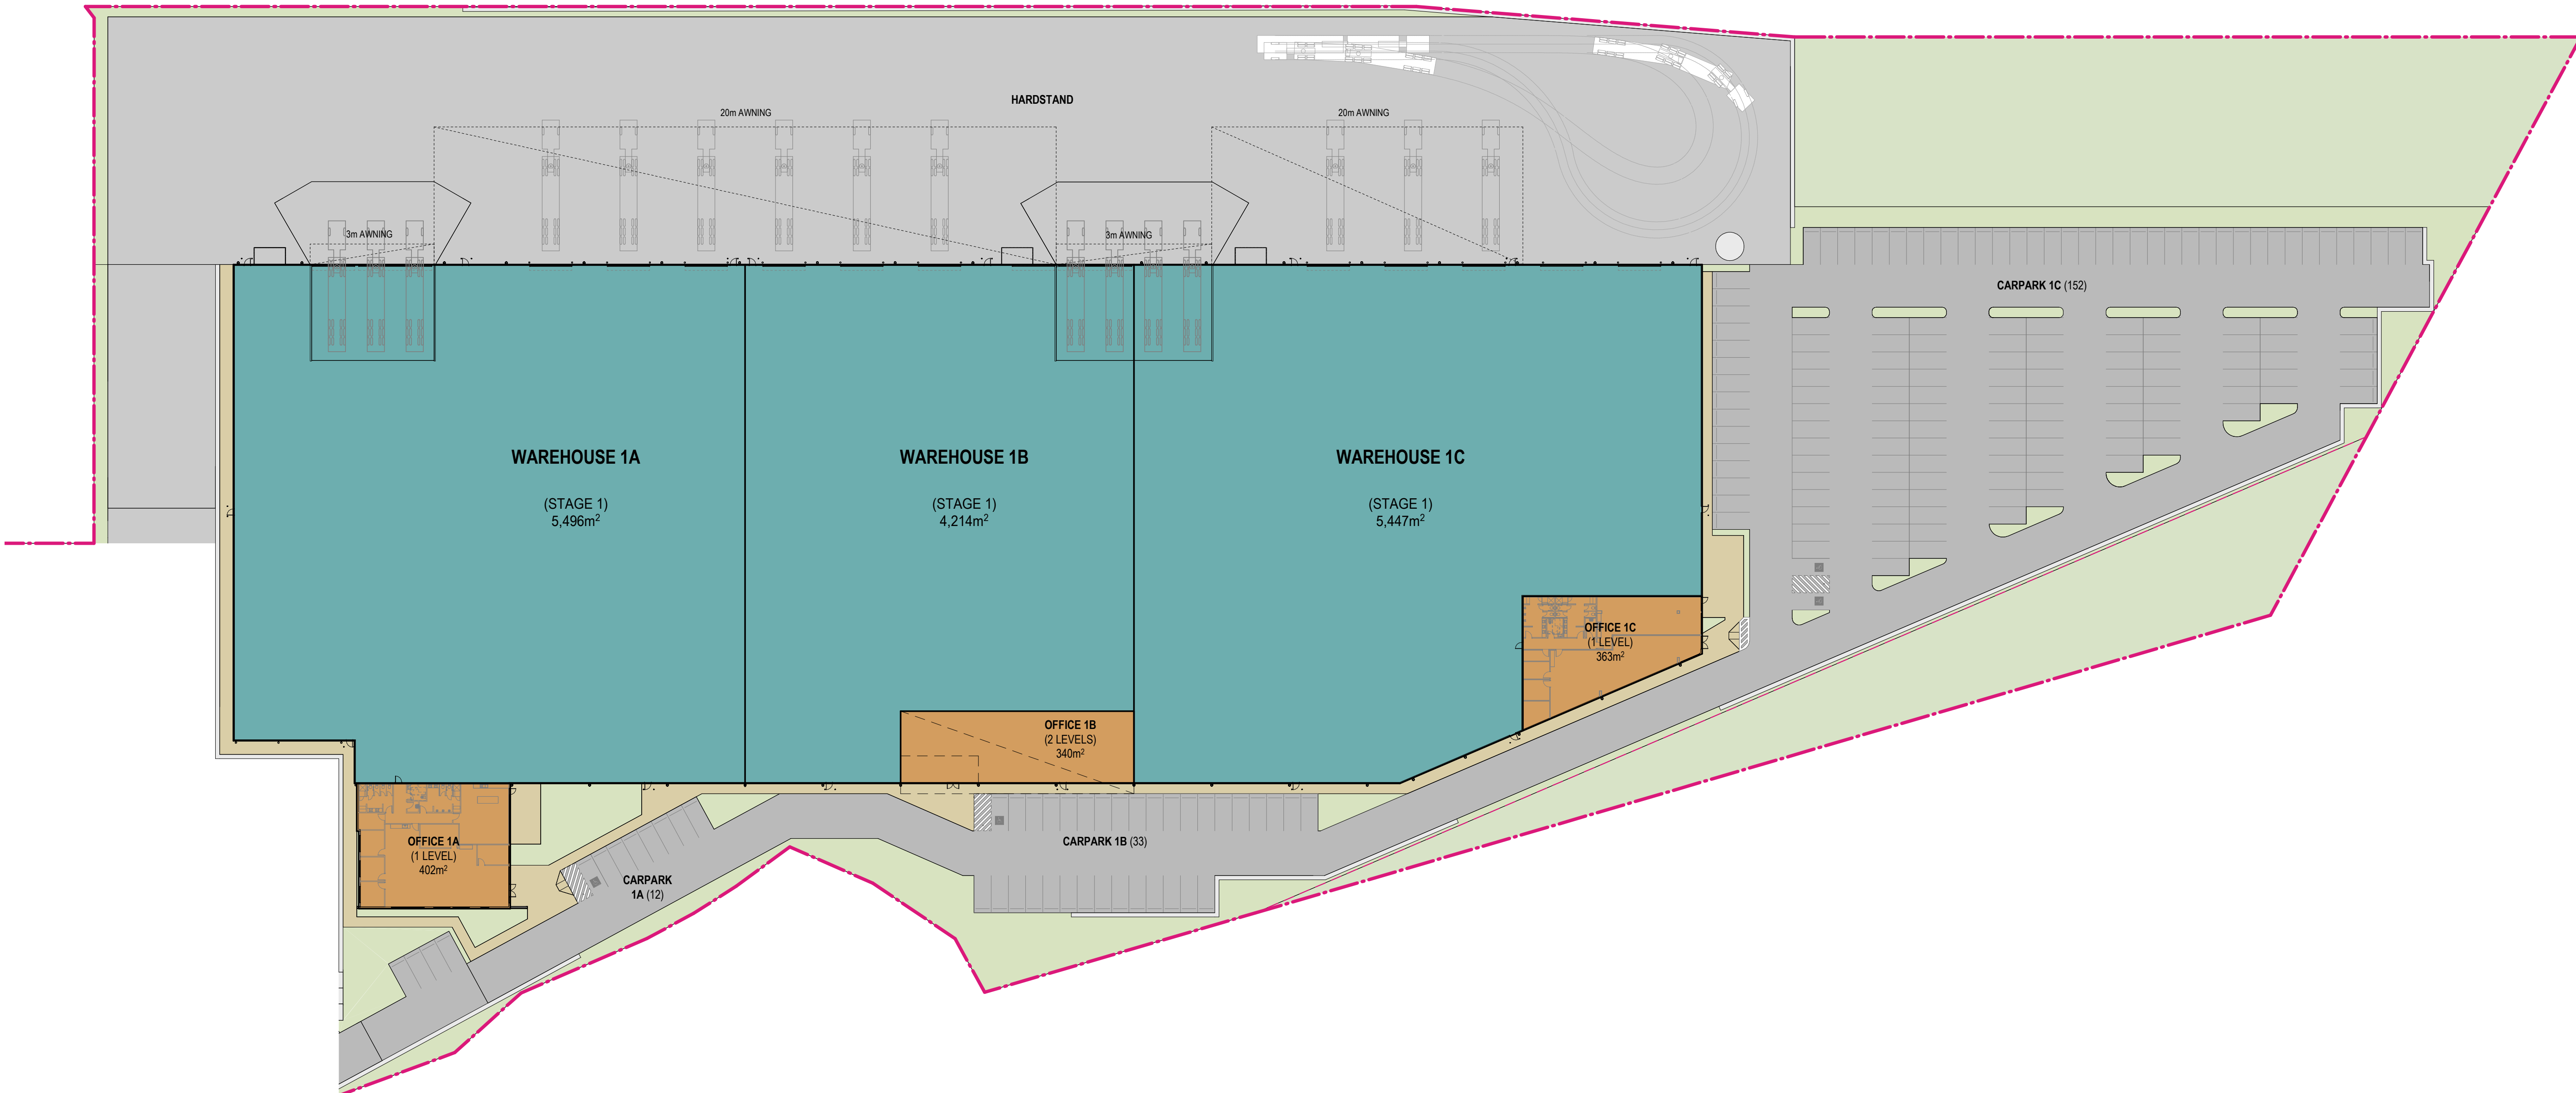 HARDSTAND
20m AWNING
20m AWNING
3m AWNING
3m AWNING
CARPARK 1C (152)
WAREHOUSE 1A
(STAGE 1)
5,496m²
WAREHOUSE 1B
(STAGE 1)
4,214m²
WAREHOUSE 1C
(STAGE 1)
5,447m²
OFFICE 1C
(1 LEVEL)
363m²
OFFICE 1B
(2 LEVELS)
340m²
OFFICE 1A
(1 LEVEL)
402m²
CARPARK 1B (33)
CARPARK
1A (12)